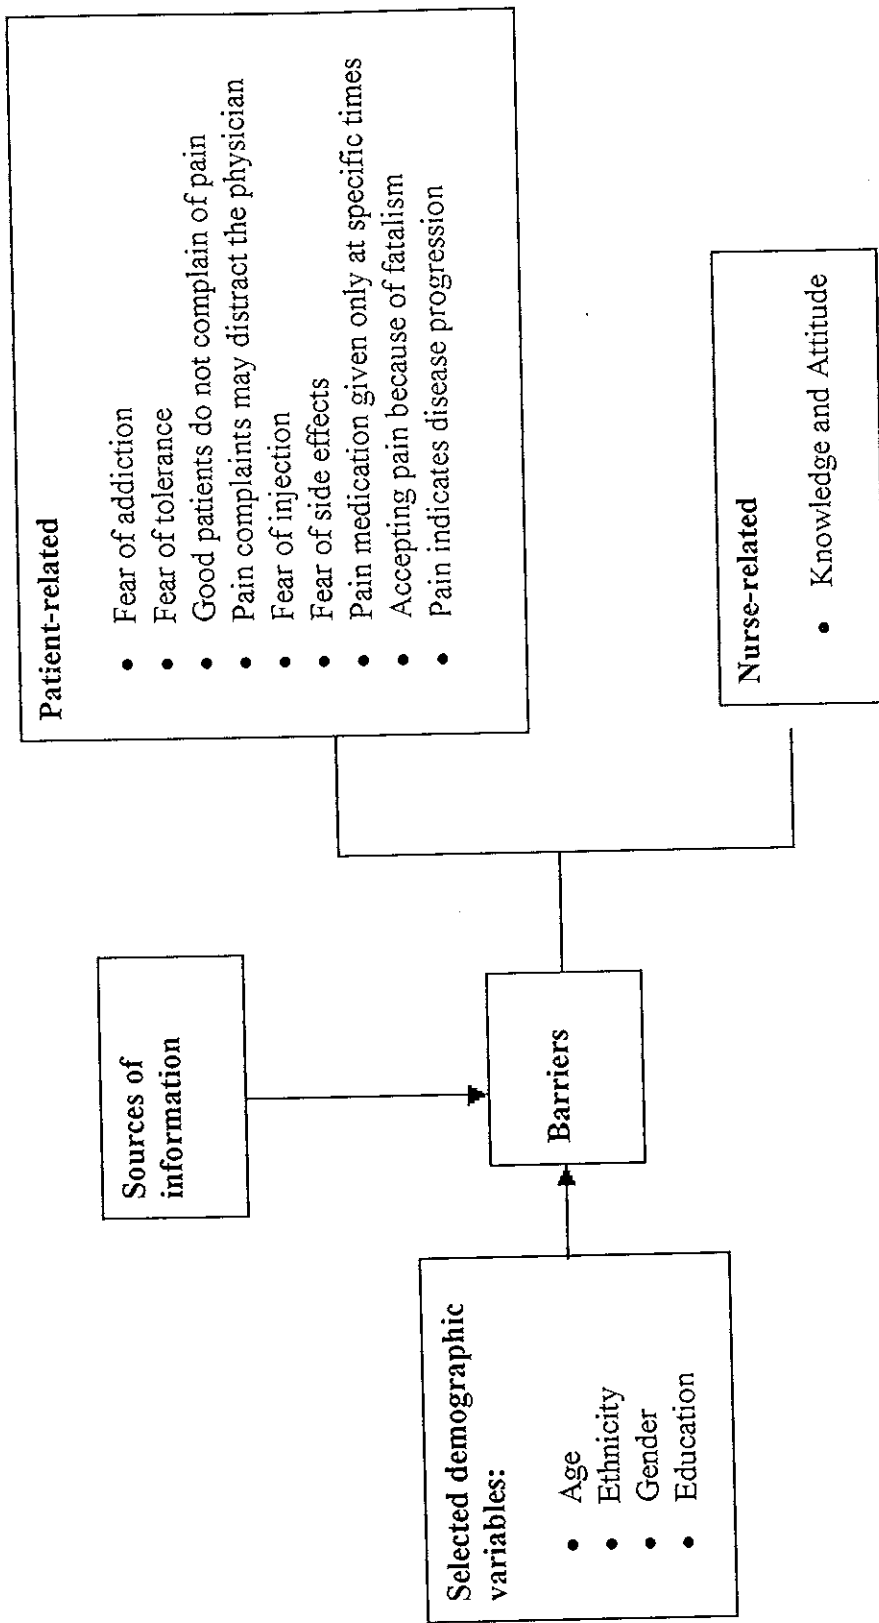 Sources of
information
Selected demographic
variables:
• Age
• Ethnicity
• Gender
• Education
Barriers
Patient-related
• Fear of addiction
• Fear of tolerance
• Good patients do not complain of pain
• Pain complaints may distract the physician
• Fear of injection
• Fear of side effects
• Pain medication given only at specific times
• Accepting pain because of fatalism
• Pain indicates disease progression
Nurse-related
• Knowledge and Attitude